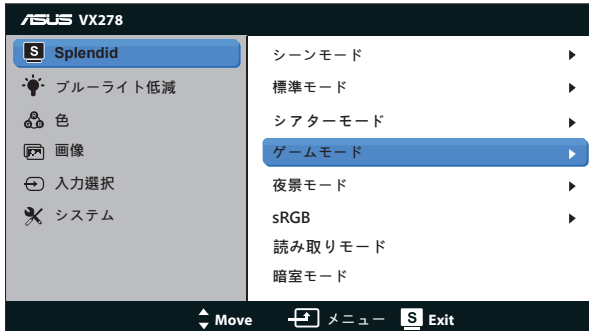 ASUS VX278
S Splendid
ブルーライト低減
色
画像
入力選択
システム
シーンモード
標準モード
シアターモード
ゲームモード
夜景モード
sRGB
読み取りモード
暗室モード
Move メニュー S Exit